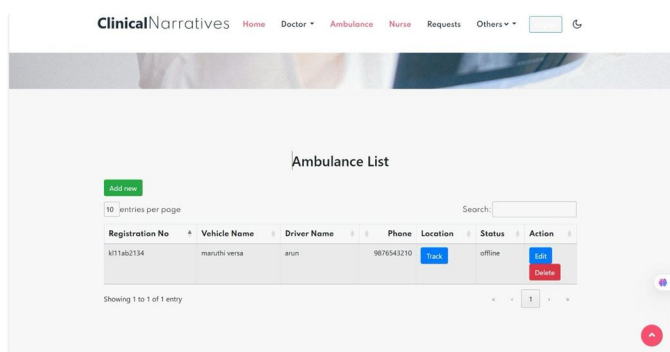 ClinicalNarratives Home Doctor Ambulance Nurse Requests Others
Ambulance List
Add new
10 entries per page Search:
Registration No Vehicle Name Driver Name Phone Location Status Action
kl11ab2134 maruthi versa arun 9876543210 Track offline Edit
Delete
Showing 1 to 1 of 1 entry « ‹ 1 › »